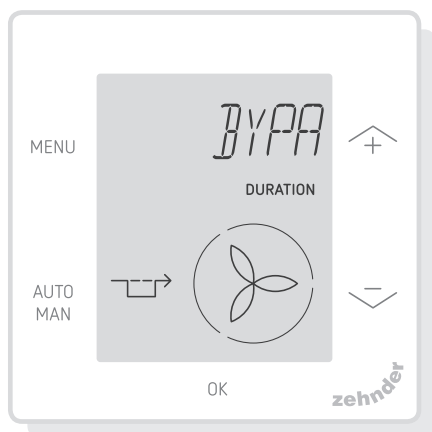 BYPA
MENU
+
DURATION
AUTO
MAN
−
OK
zehnder